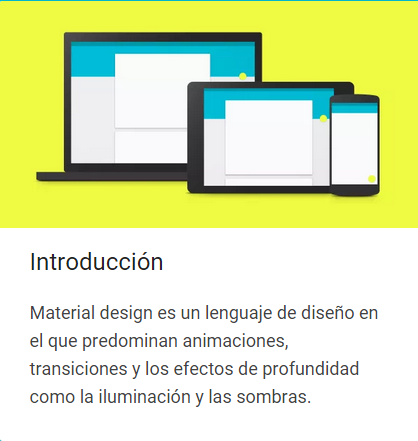 Introducción
Material design es un lenguaje de diseño en
el que predominan animaciones,
transiciones y los efectos de profundidad
como la iluminación y las sombras.